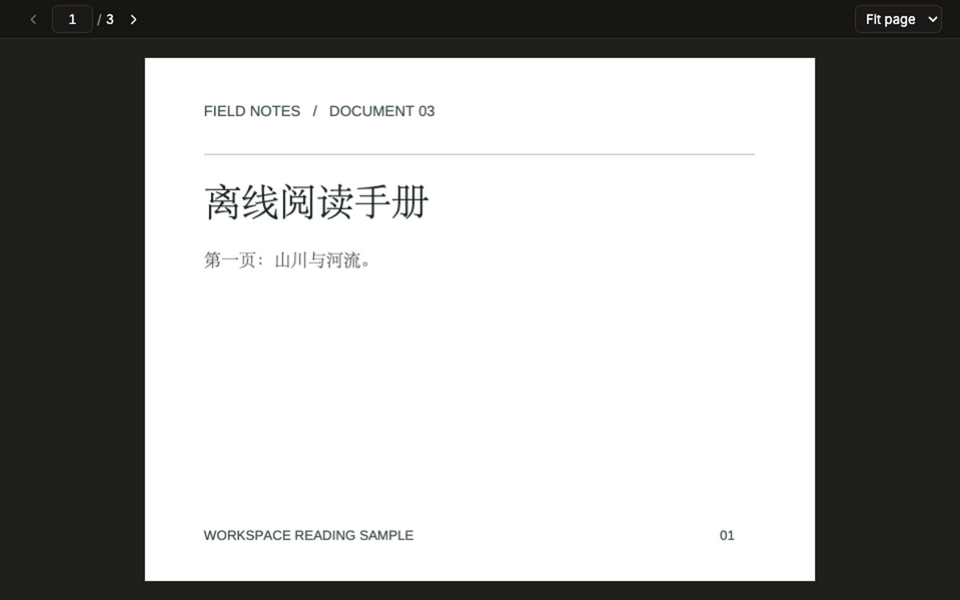 1 / 3
Fit page
FIELD NOTES / DOCUMENT 03
离线阅读手册
第一页：山川与河流。
WORKSPACE READING SAMPLE 01